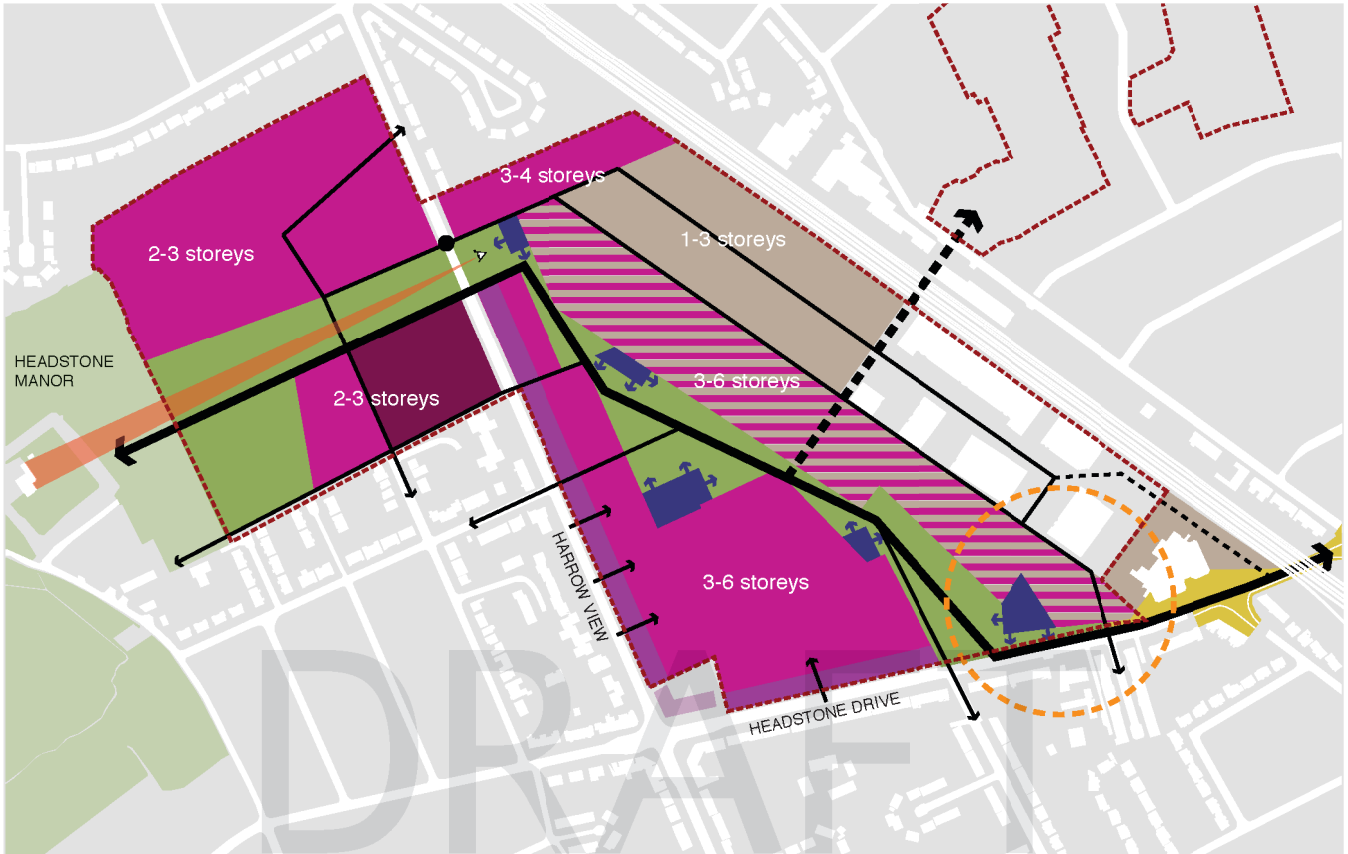 3-4 storeys
1-3 storeys
2-3 storeys
HEADSTONE
MANOR
3-6 storeys
2-3 storeys
HARROW VIEW
3-6 storeys
HEADSTONE DRIVE
DRAFT